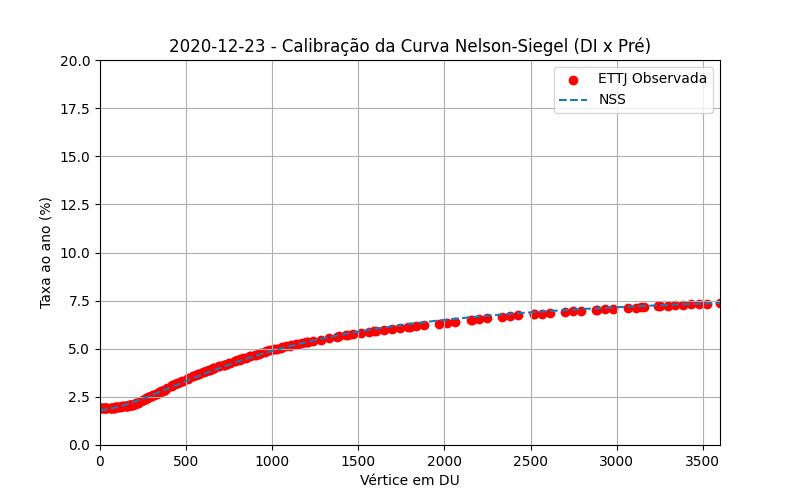 2020-12-23 - Calibração da Curva Nelson-Siegel (DI x Pré)
ETTJ Observada
NSS
Taxa ao ano (%)
20.0
17.5
15.0
12.5
10.0
7.5
5.0
2.5
0.0
0 500 1000 1500 2000 2500 3000 3500
Vértice em DU